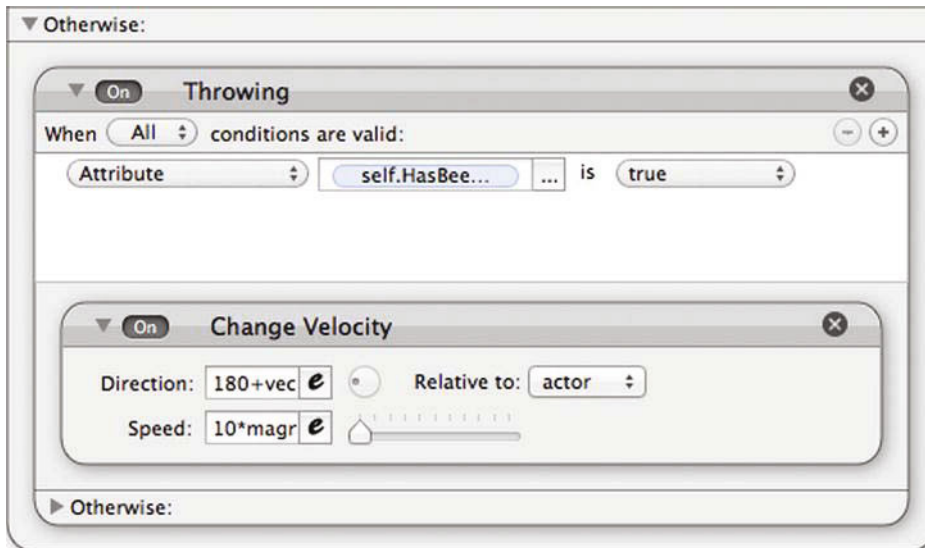 Otherwise:
On Throwing
When All conditions are valid:
Attribute self.HasBee... ... is true
On Change Velocity
Direction: 180+vec e Relative to: actor
Speed: 10*magr e
Otherwise: